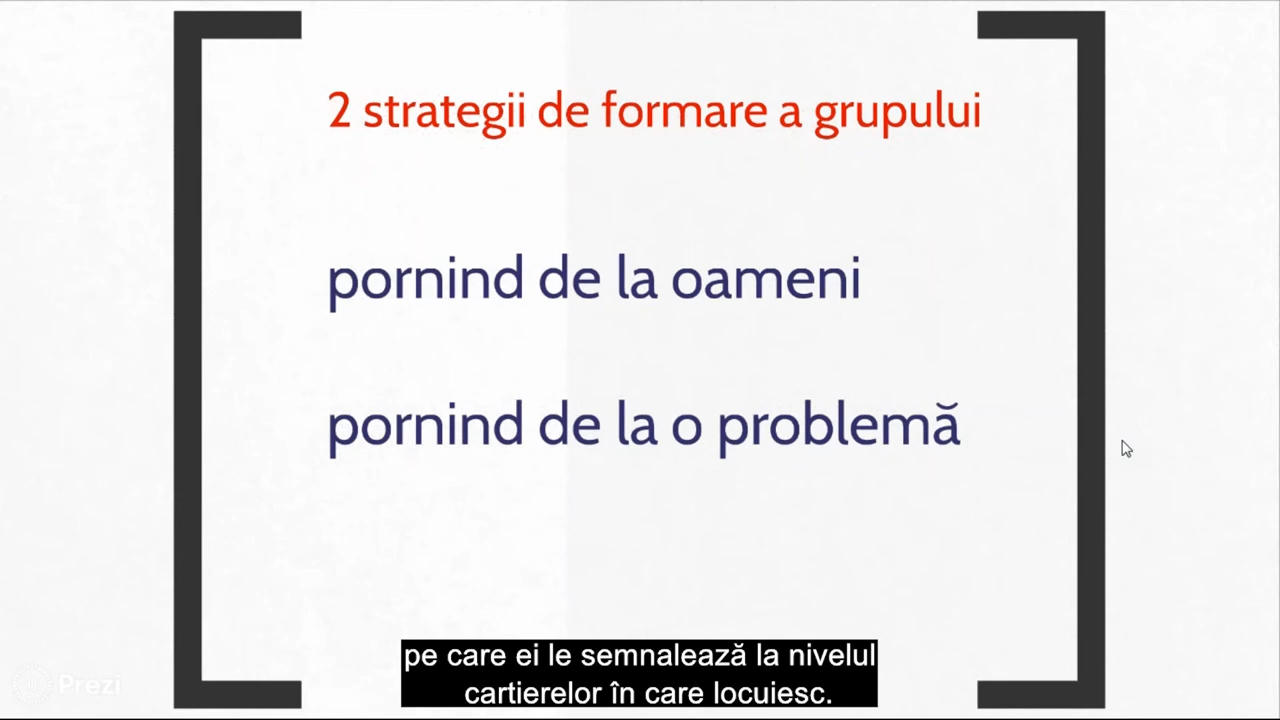 2 strategii de formare a grupului
pornind de la oameni
pornind de la o problemă
pe care ei le semnalează la nivelul
cartierelor în care locuiesc.
Prezi